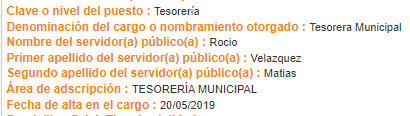 Clave o nivel del puesto : Tesorería
Denominación del cargo o nombramiento otorgado : Tesorera Municipal
Nombre del servidor(a) público(a) : Rocio
Primer apellido del servidor(a) público(a) : Velazquez
Segundo apellido del servidor(a) público(a) : Matias
Área de adscripción : TESORERÍA MUNICIPAL
Fecha de alta en el cargo : 20/05/2019